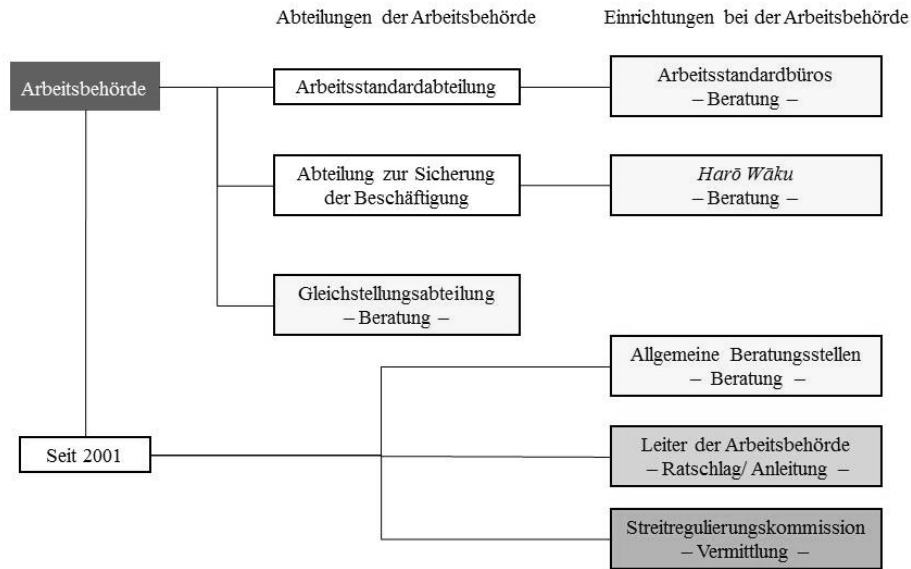 Abteilungen der Arbeitsbehörde
Einrichtungen bei der Arbeitsbehörde
Arbeitsbehörde
Arbeitsstandardabteilung
Arbeitsstandardbüros
– Beratung –
Abteilung zur Sicherung
der Beschäftigung
Harō Wāku
– Beratung –
Gleichstellungsabteilung
– Beratung –
Allgemeine Beratungsstellen
– Beratung –
Seit 2001
Leiter der Arbeitsbehörde
– Ratschlag/ Anleitung –
Streitregulierungskommission
– Vermittlung –